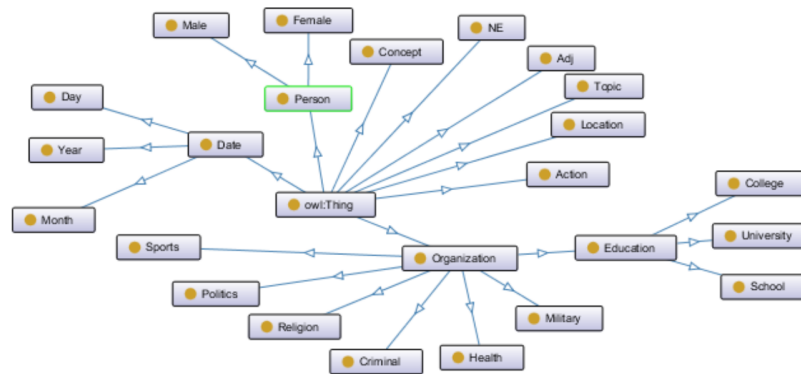 Female
Male
NE
Concept
Adj
Topic
Day
Person
Location
Date
Year
Action
College
owl:Thing
Month
University
Sports
Education
Organization
School
Politics
Military
Religion
Health
Criminal